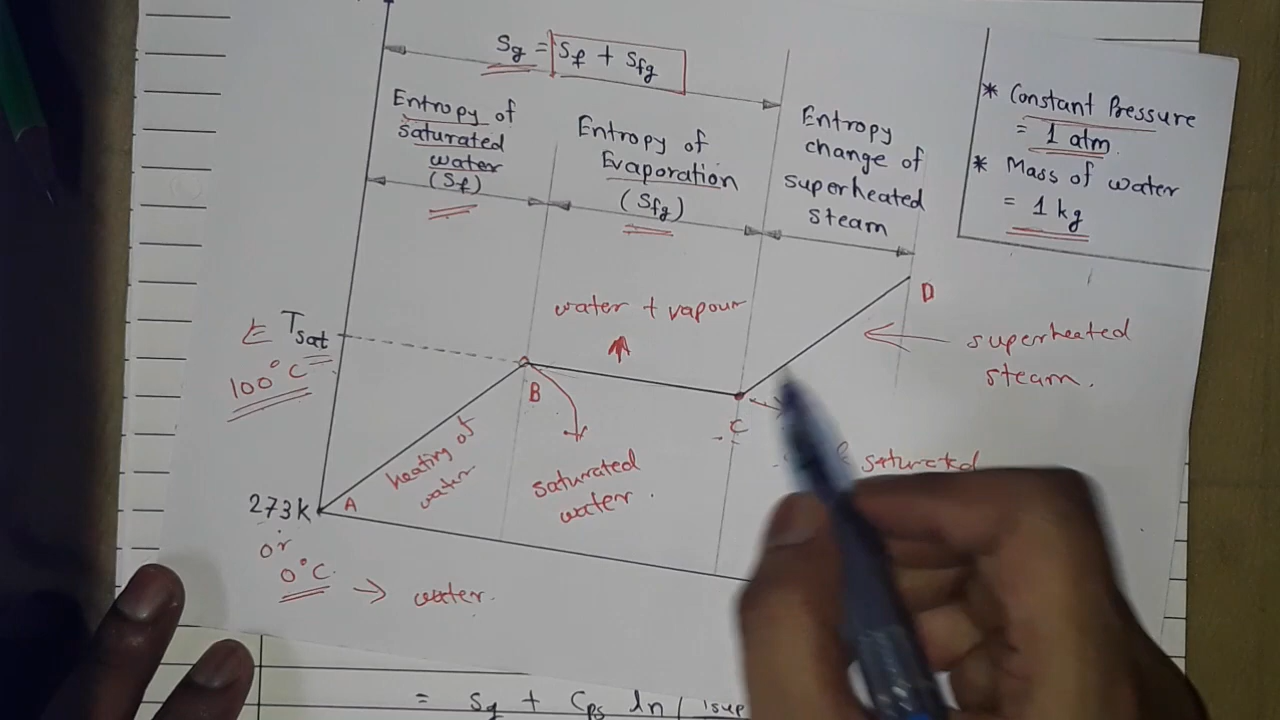 Sg = Sf + Sfg
Entropy of
saturated
water
(Sf)
Entropy of
Evaporation
(Sfg)
Entropy
change of
superheated
steam
* Constant Pressure
= 1 atm.
* Mass of water
= 1 kg
water + vapour
D
superheated
steam.
Tsat
100°C
B
C
heating of
water
saturated
water.
saturated
273k
A
or
0°C → water.
= Sg + Cps ln